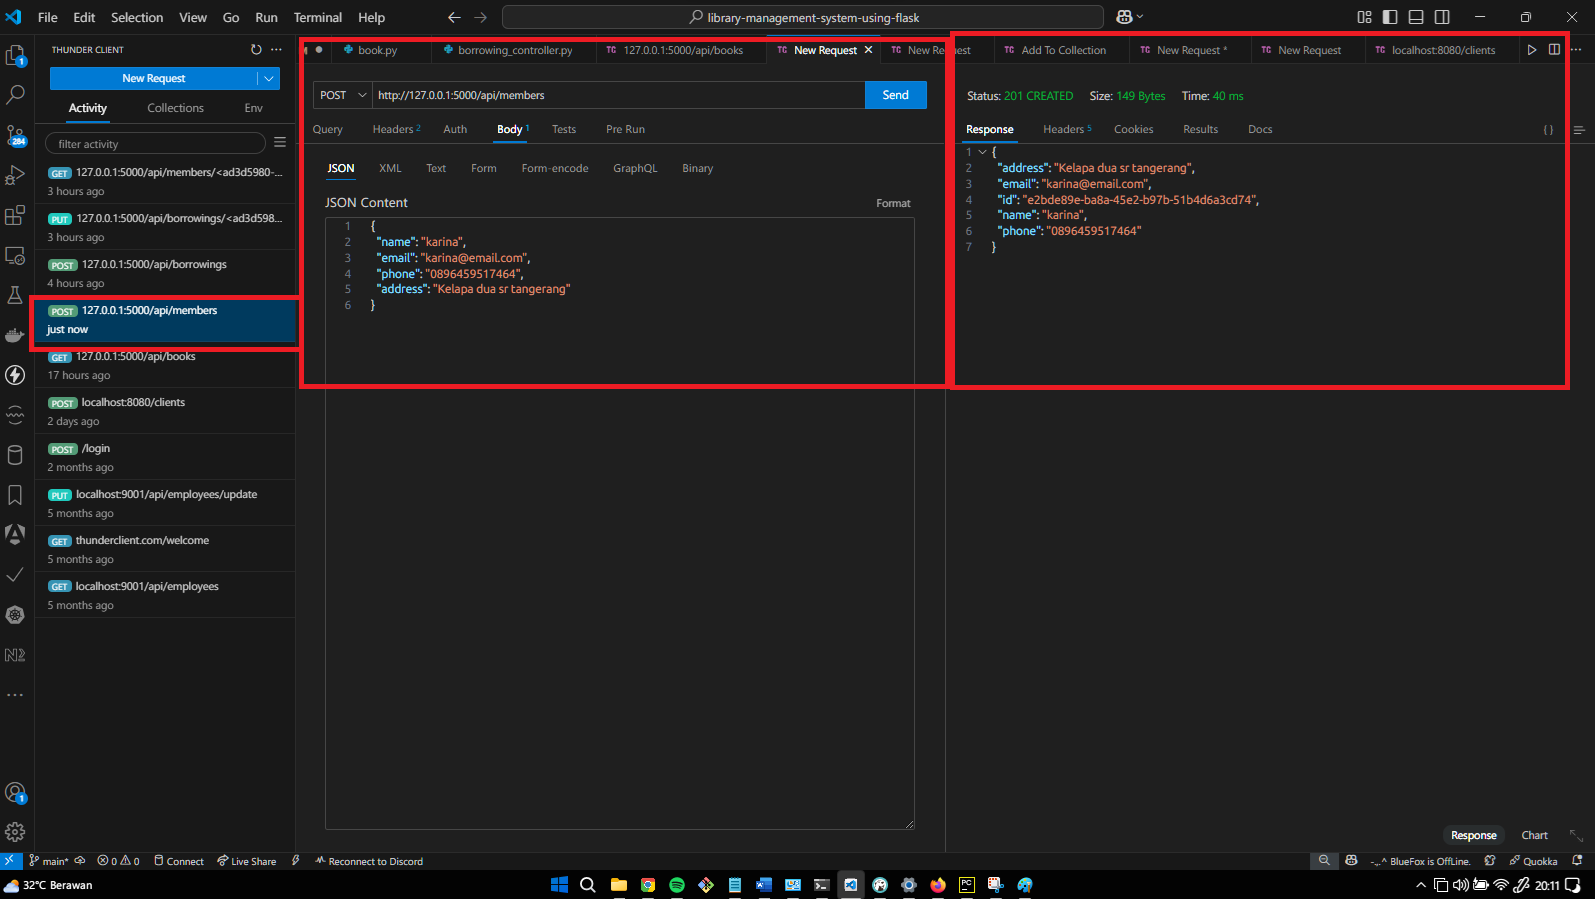 File Edit Selection View Go Run Terminal Help
library-management-system-using-flask
THUNDER CLIENT
New Request
Activity Collections Env
filter activity
GET 127.0.0.1:5000/api/members/<ad3d5980-...
3 hours ago
PUT 127.0.0.1:5000/api/borrowings/<ad3d598...
3 hours ago
POST 127.0.0.1:5000/api/borrowings
4 hours ago
POST 127.0.0.1:5000/api/members
just now
GET 127.0.0.1:5000/api/books
17 hours ago
POST localhost:8080/clients
2 days ago
POST /login
2 months ago
PUT localhost:9001/api/employees/update
5 months ago
GET thunderclient.com/welcome
5 months ago
GET localhost:9001/api/employees
5 months ago
1
284
1
N2
book.py borrowing_controller.py TC 127.0.0.1:5000/api/books TC New Request TC New Request TC Add To Collection TC New Request * TC New Request TC localhost:8080/clients
POST http://127.0.0.1:5000/api/members Send
Query Headers 2 Auth Body 1 Tests Pre Run
JSON XML Text Form Form-encode GraphQL Binary
JSON Content Format
1 {
2 "name": "karina",
3 "email": "karina@email.com",
4 "phone": "0896459517464",
5 "address": "Kelapa dua sr tangerang"
6 }
Status: 201 CREATED Size: 149 Bytes Time: 40 ms
Response Headers 5 Cookies Results Docs { }
1 {
2 "address": "Kelapa dua sr tangerang",
3 "email": "karina@email.com",
4 "id": "e2bde89e-ba8a-45e2-b97b-51b4d6a3cd74",
5 "name": "karina",
6 "phone": "0896459517464"
7 }
Response Chart
main* 0 0 Connect Live Share Reconnect to Discord
-_.^ BlueFox is OffLine. Quokka
32°C Berawan
PC
20:11